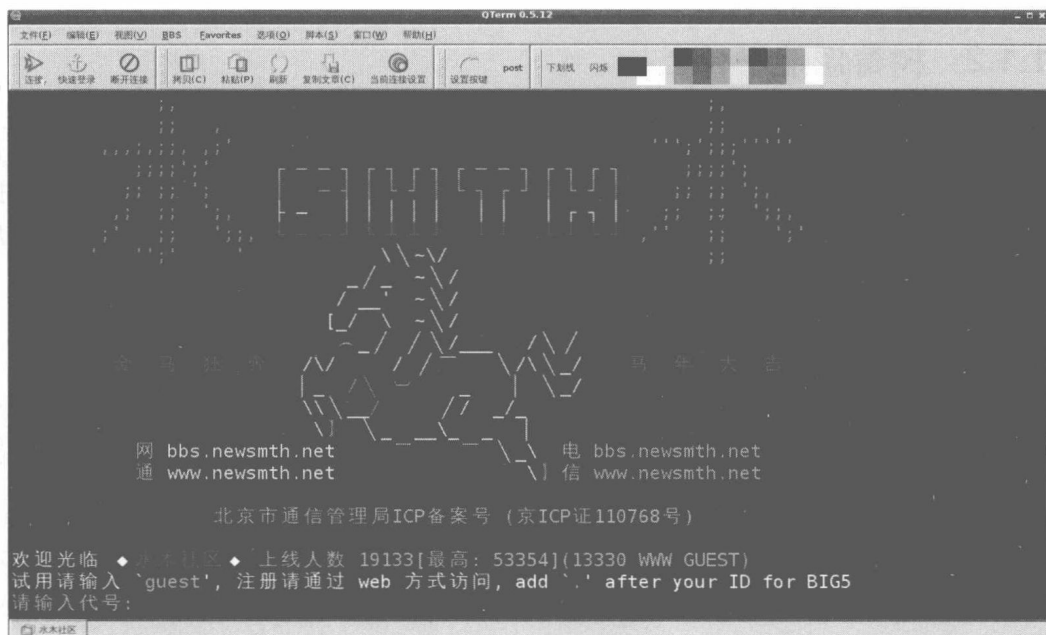 QTerm 0.5.12
文件(F) 编辑(E) 视图(V) BBS Favorites 选项(O) 脚本(S) 窗口(W) 帮助(H)
连接, 快速登录 断开连接 拷贝(C) 粘贴(P) 刷新 复制文章(C) 当前连接设置 设置按键 post 下划线 闪烁
水 SMTH 水
马年大吉
网 bbs.newsmth.net 电 bbs.newsmth.net
通 www.newsmth.net 信 www.newsmth.net
北京市通信管理局ICP备案号 (京ICP证110768号)
欢迎光临 ◆水木社区◆ 上线人数 19133[最高: 53354](13330 WWW GUEST)
试用请输入 `guest', 注册请通过 web 方式访问, add `.' after your ID for BIG5
请输入代号:
水木社区